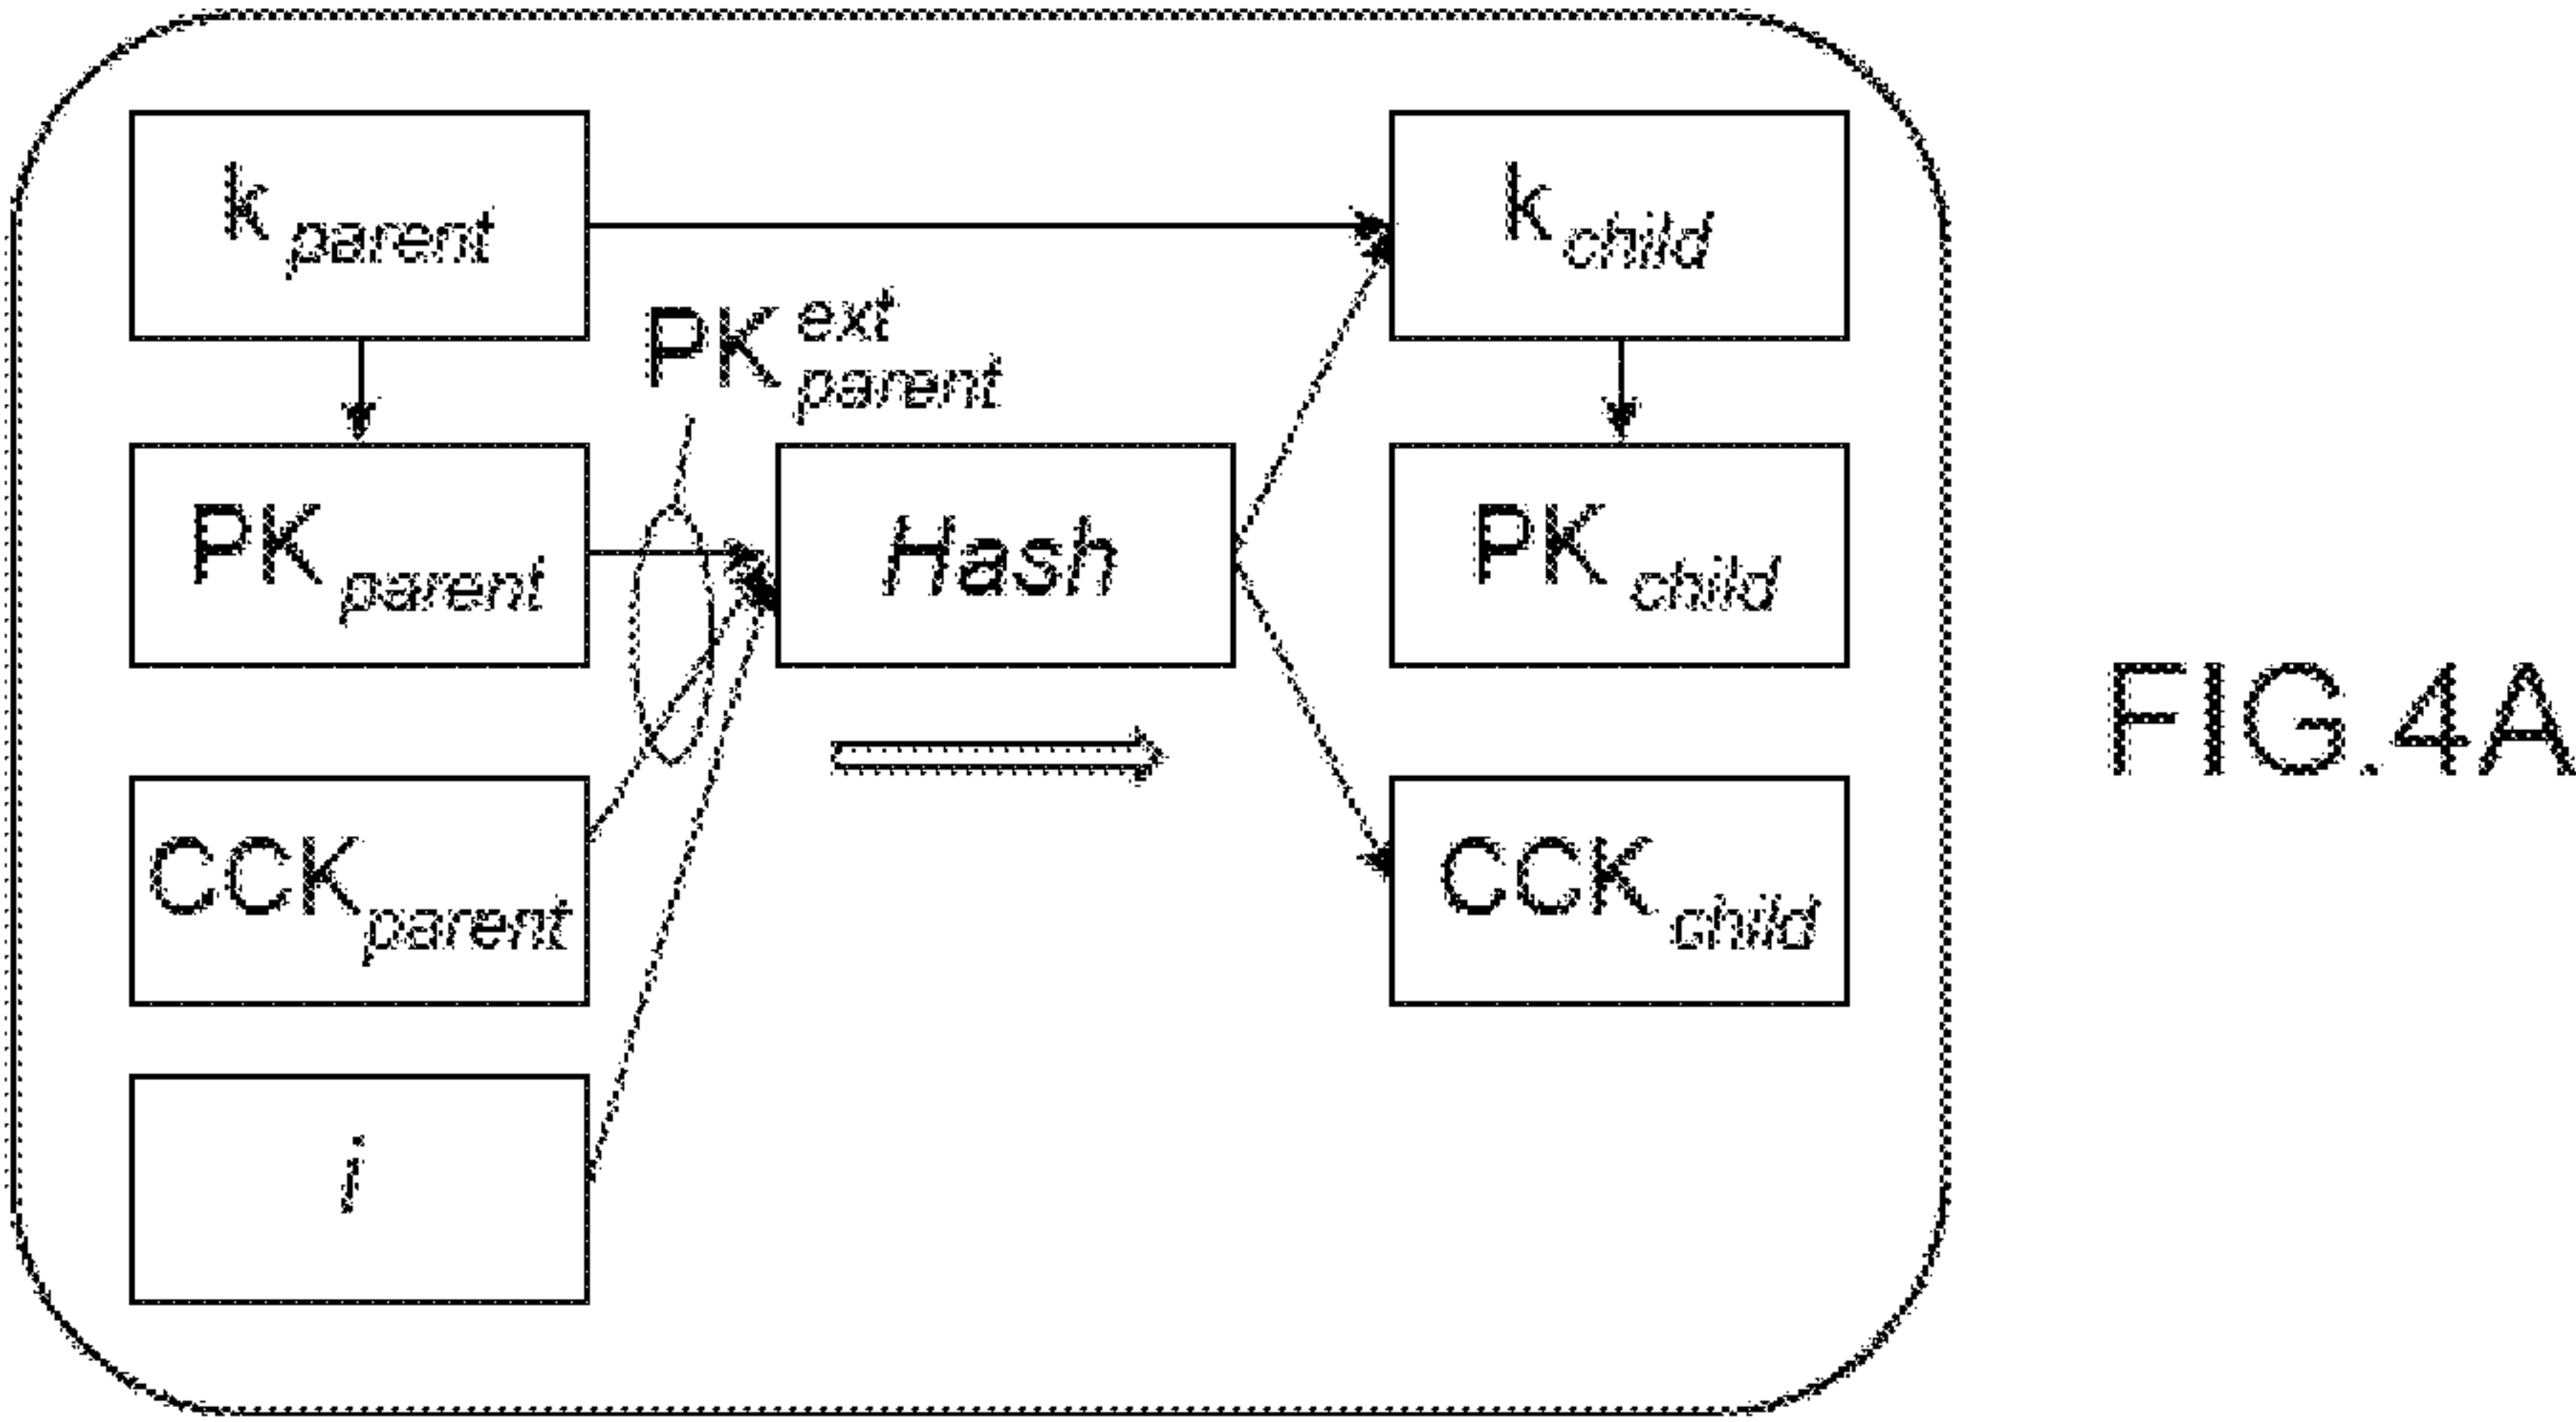 k parent
k child
PK ext parent
PK parent
Hash
PK child
CCK parent
CCK child
i
FIG.4A